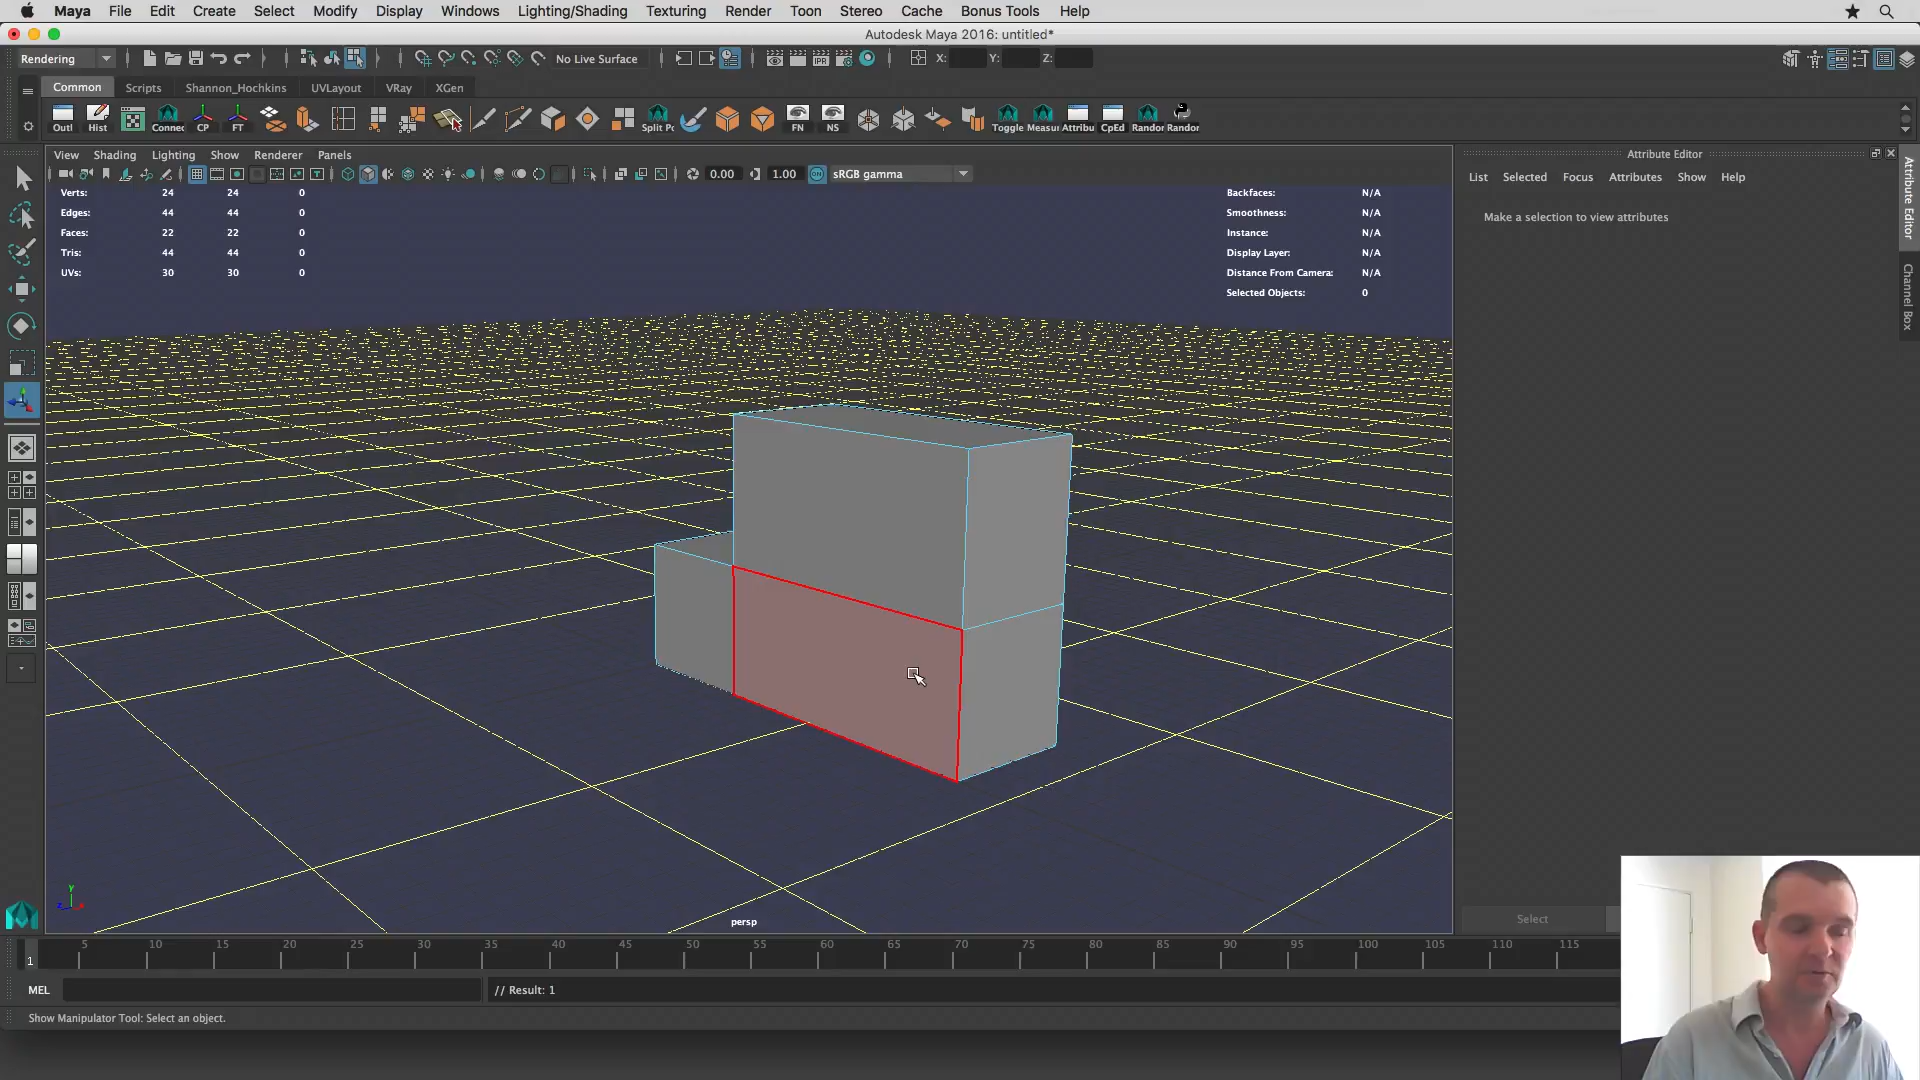 Maya File Edit Create Select Modify Display Windows Lighting/Shading Texturing Render Toon Stereo Cache Bonus Tools Help
Autodesk Maya 2016: untitled*
Rendering No Live Surface X: Y: Z:
Common Scripts Shannon_Hochkins UVLayout VRay XGen
Outl Hist Connec CP FT Split Po FN NS Toggle Measu Attribu CpEd Randor Randor
View Shading Lighting Show Renderer Panels
0.00 1.00 sRGB gamma
Verts: 24 24 0
Edges: 44 44 0
Faces: 22 22 0
Tris: 44 44 0
UVs: 30 30 0
Backfaces: N/A
Smoothness: N/A
Instance: N/A
Display Layer: N/A
Distance From Camera: N/A
Selected Objects: 0
persp
Attribute Editor
List Selected Focus Attributes Show Help
Make a selection to view attributes
Attribute Editor
Channel Box
Select
1 5 10 15 20 25 30 35 40 45 50 55 60 65 70 75 80 85 90 95 100 105 110 115
MEL // Result: 1
Show Manipulator Tool: Select an object.